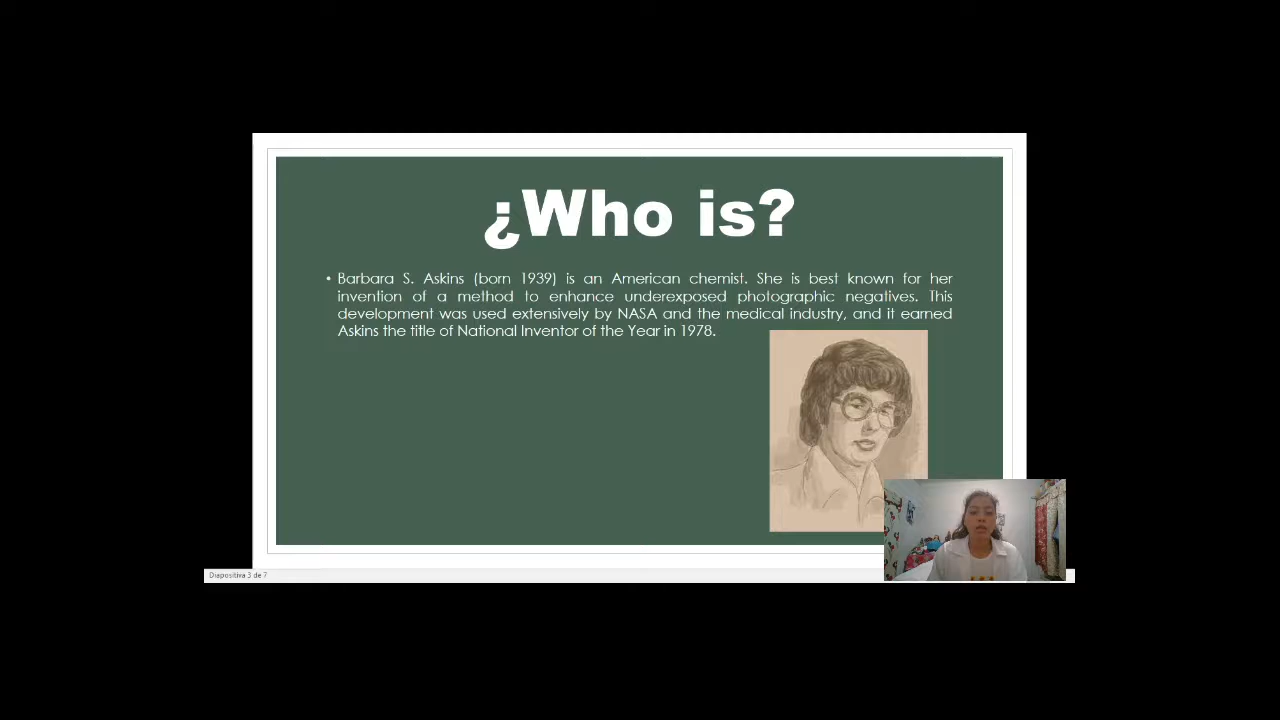 ¿Who is?
• Barbara S. Askins (born 1939) is an American chemist. She is best known for her
invention of a method to enhance underexposed photographic negatives. This
development was used extensively by NASA and the medical industry, and it earned
Askins the title of National Inventor of the Year in 1978.
Diapositiva 3 de 7